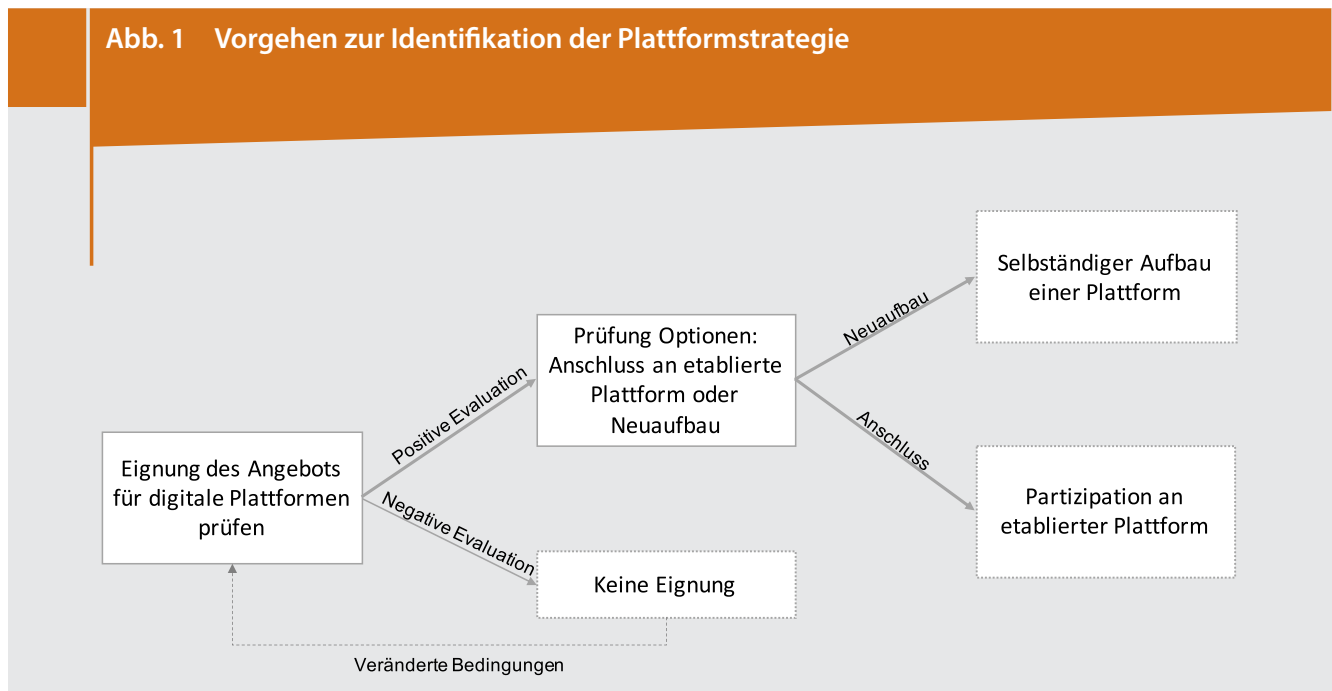 Abb. 1 Vorgehen zur Identifikation der Plattformstrategie
Selbständiger Aufbau
einer Plattform
Neuaufbau
Prüfung Optionen:
Anschluss an etablierte
Plattform oder
Neuaufbau
Positive Evaluation
Anschluss
Eignung des Angebots
für digitale Plattformen
prüfen
Partizipation an
etablierter Plattform
Negative Evaluation
Keine Eignung
Veränderte Bedingungen